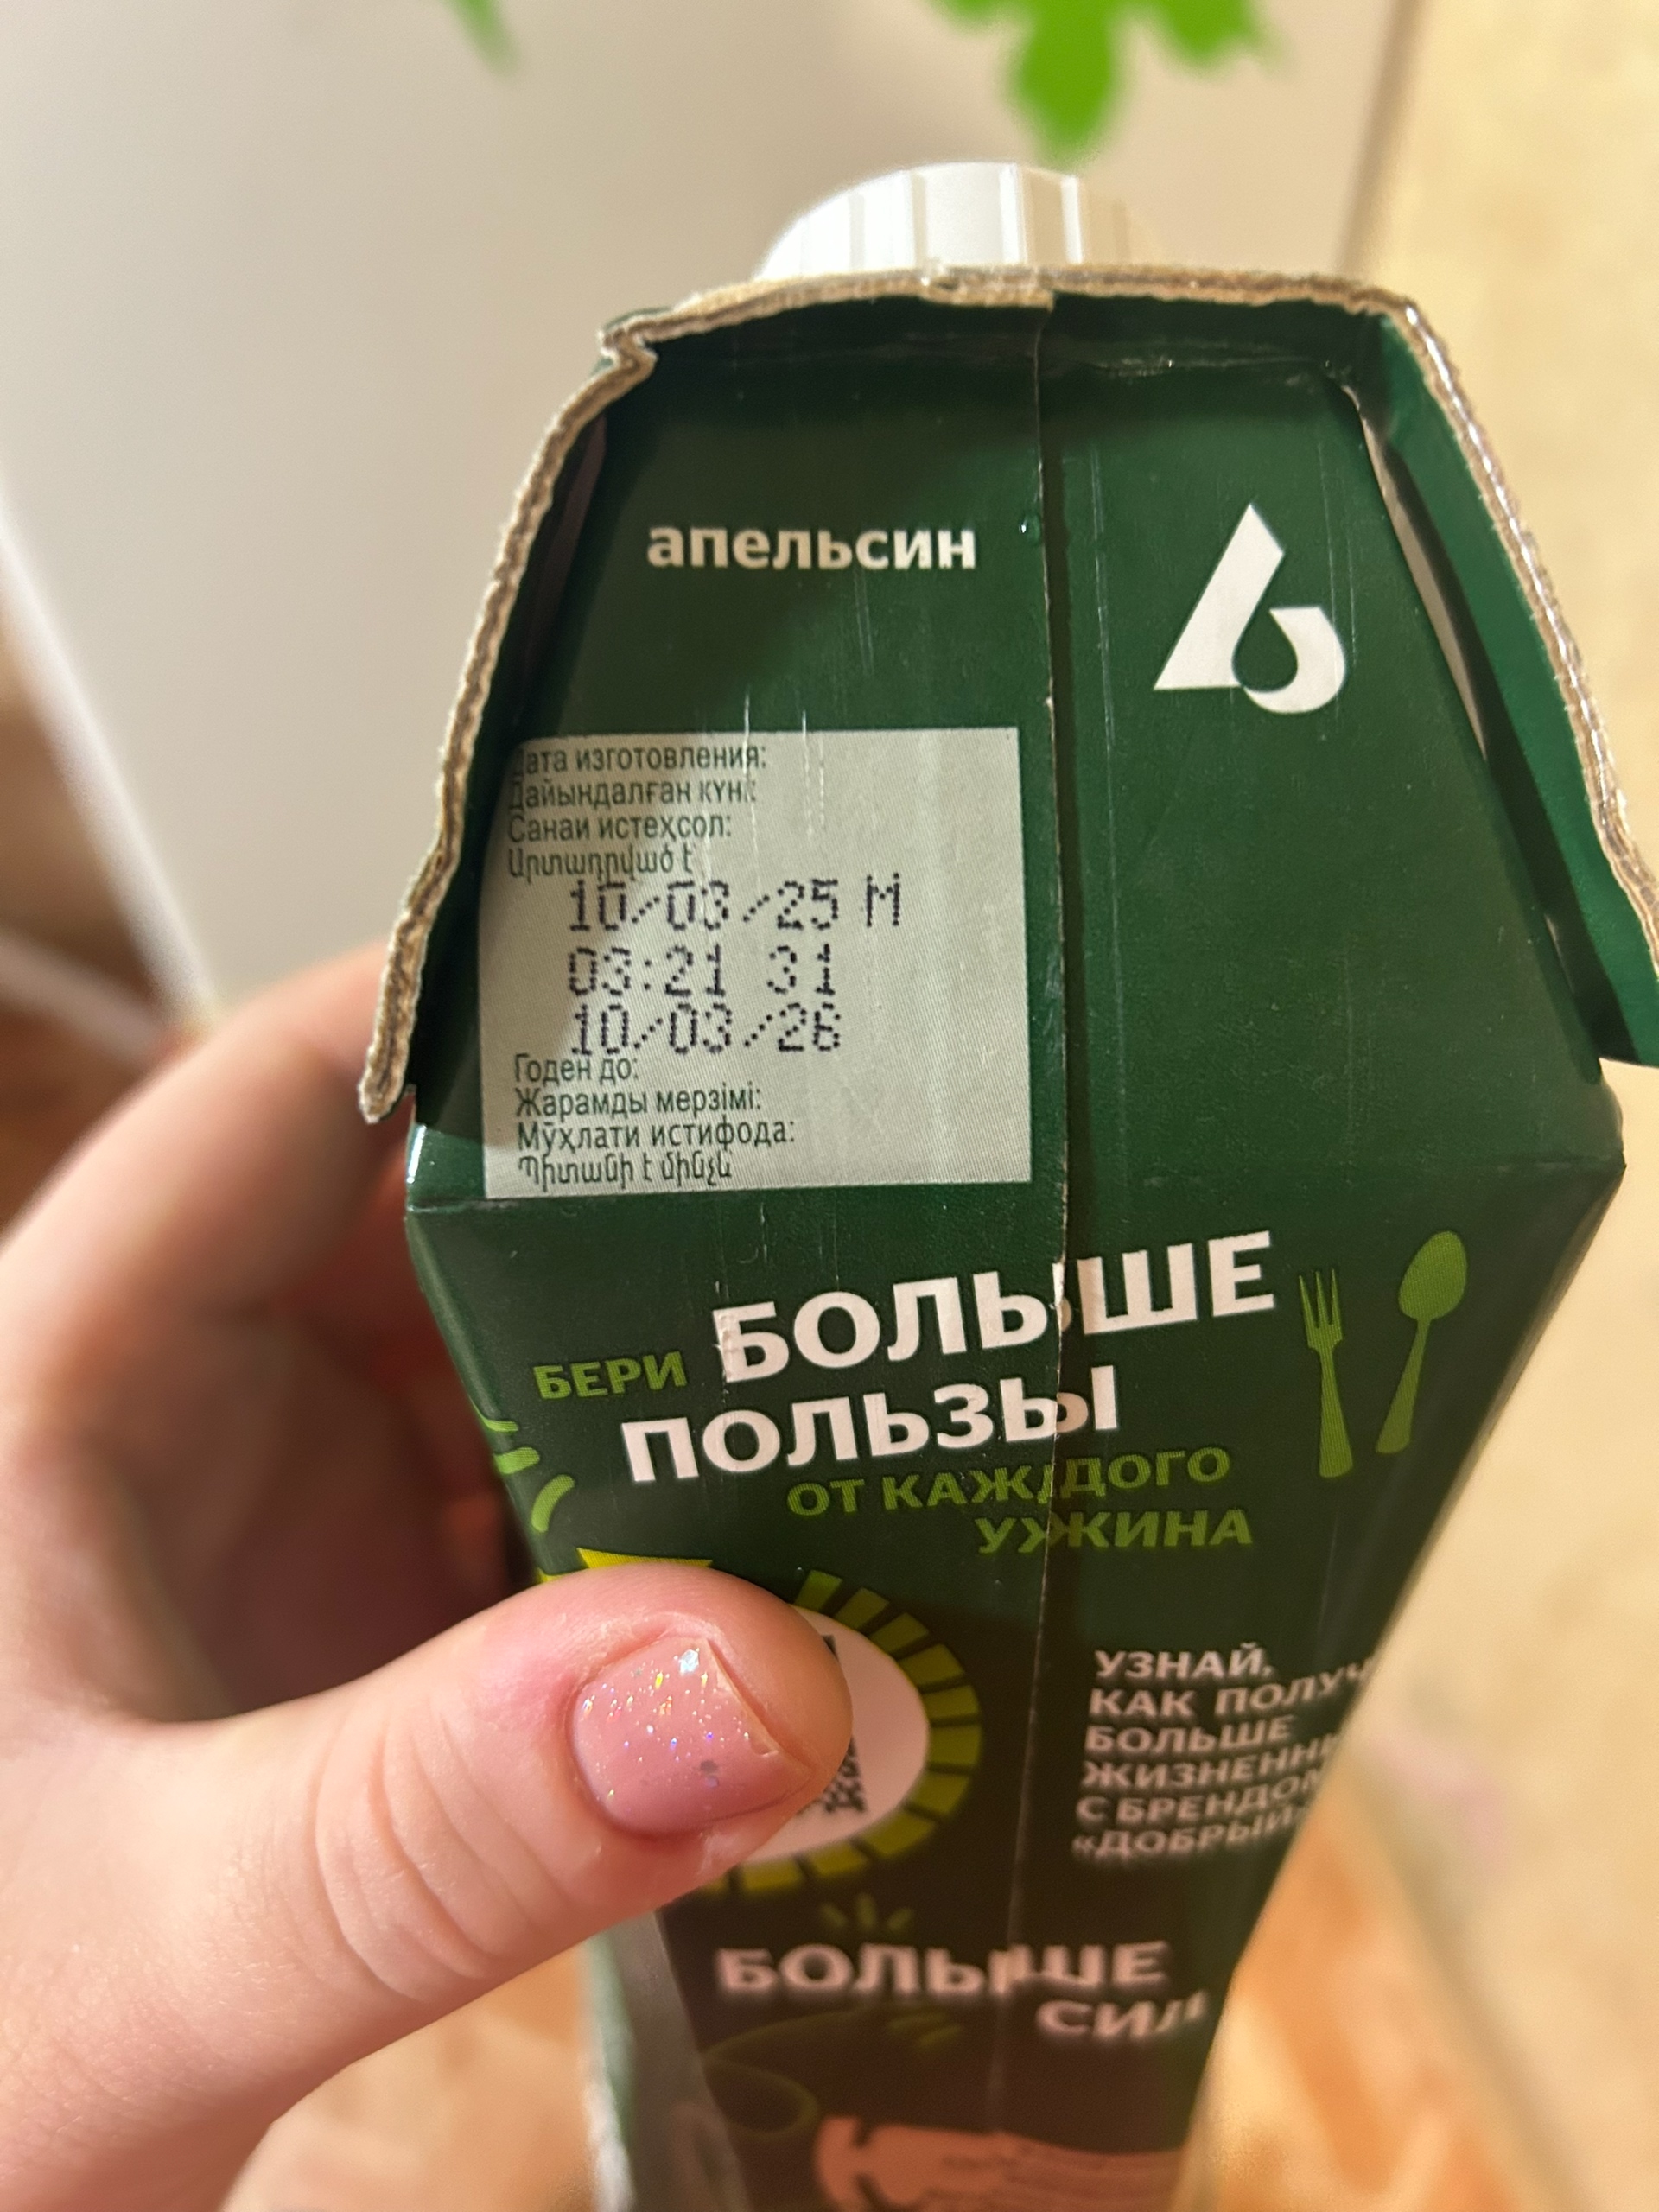 апельсин
Дата изготовления:
Дайындалған күні:
Санаи истеҳсол:
Արտադրված է
10/03/25 М
03:21 31
10/03/26
Годен до:
Жарамды мерзімі:
Мӯҳлати истифода:
Պիտանի է մինչև
БЕРИ БОЛЬШЕ
ПОЛЬЗЫ
ОТ КАЖДОГО
УЖИНА
УЗНАЙ,
КАК ПОЛУЧ
БОЛЬШЕ
ЖИЗНЕНН
С БРЕНДОМ
«ДОБРЫЙ»
БОЛЬШЕ
СИЛ